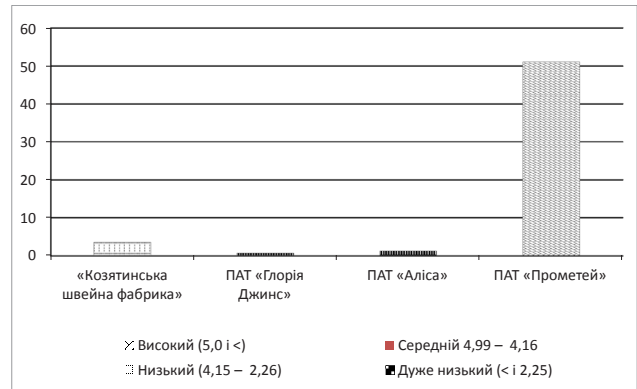 60
50
40
30
20
10
0
«Козятинська швейна фабрика»
ПАТ «Глорія Джинс»
ПАТ «Аліса»
ПАТ «Прометей»
Високий (5,0 і <)
Середній 4,99 – 4,16
Низький (4,15 – 2,26)
Дуже низький (< і 2,25)